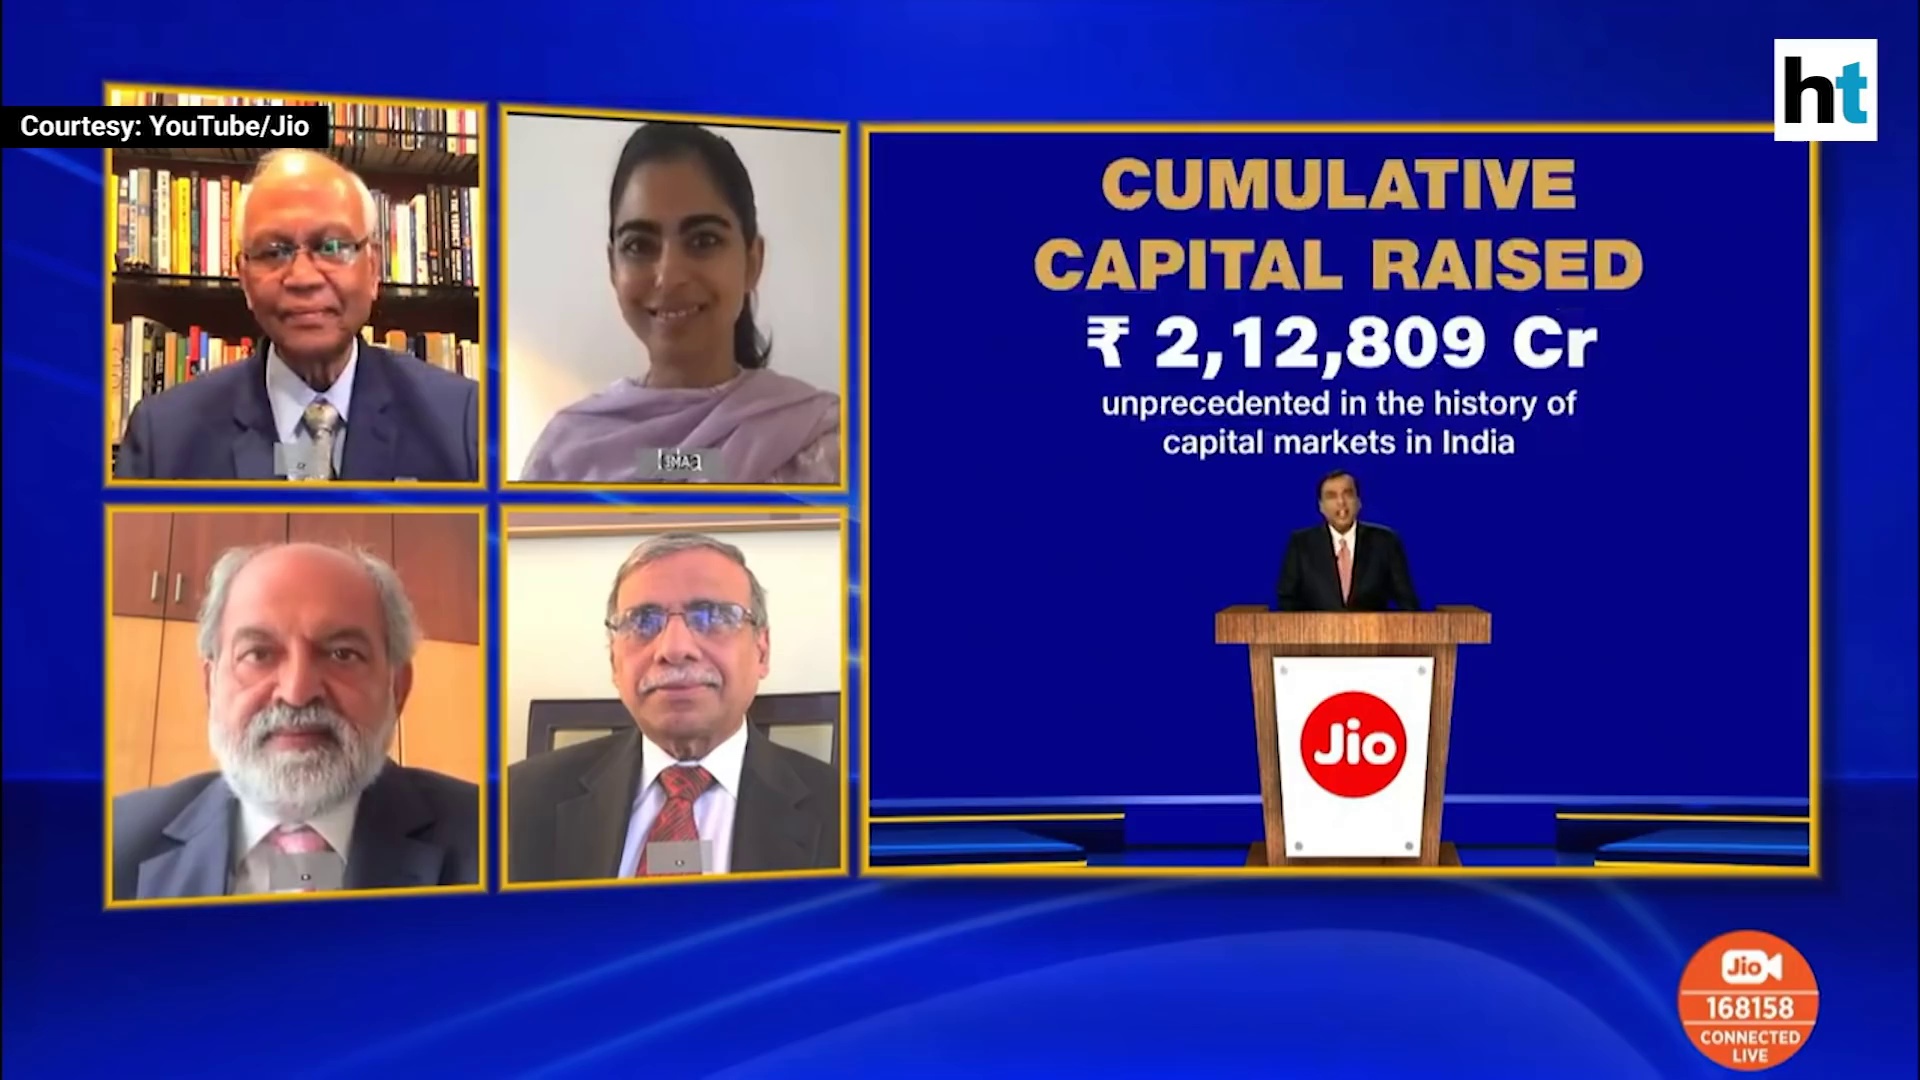 ht
Courtesy: YouTube/Jio
CUMULATIVE
CAPITAL RAISED
₹ 2,12,809 Cr
unprecedented in the history of
capital markets in India
Jio
Jio
168158
CONNECTED
LIVE